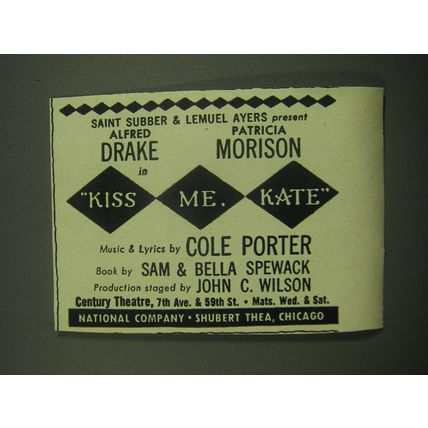 SAINT SUBBER & LEMUEL AYERS present
ALFRED PATRICIA
DRAKE MORISON
in
"KISS ME, KATE"
Music & Lyrics by COLE PORTER
Book by SAM & BELLA SPEWACK
Production staged by JOHN C. WILSON
Century Theatre, 7th Ave. & 59th St. • Mats. Wed. & Sat.
NATIONAL COMPANY • SHUBERT THEA, CHICAGO